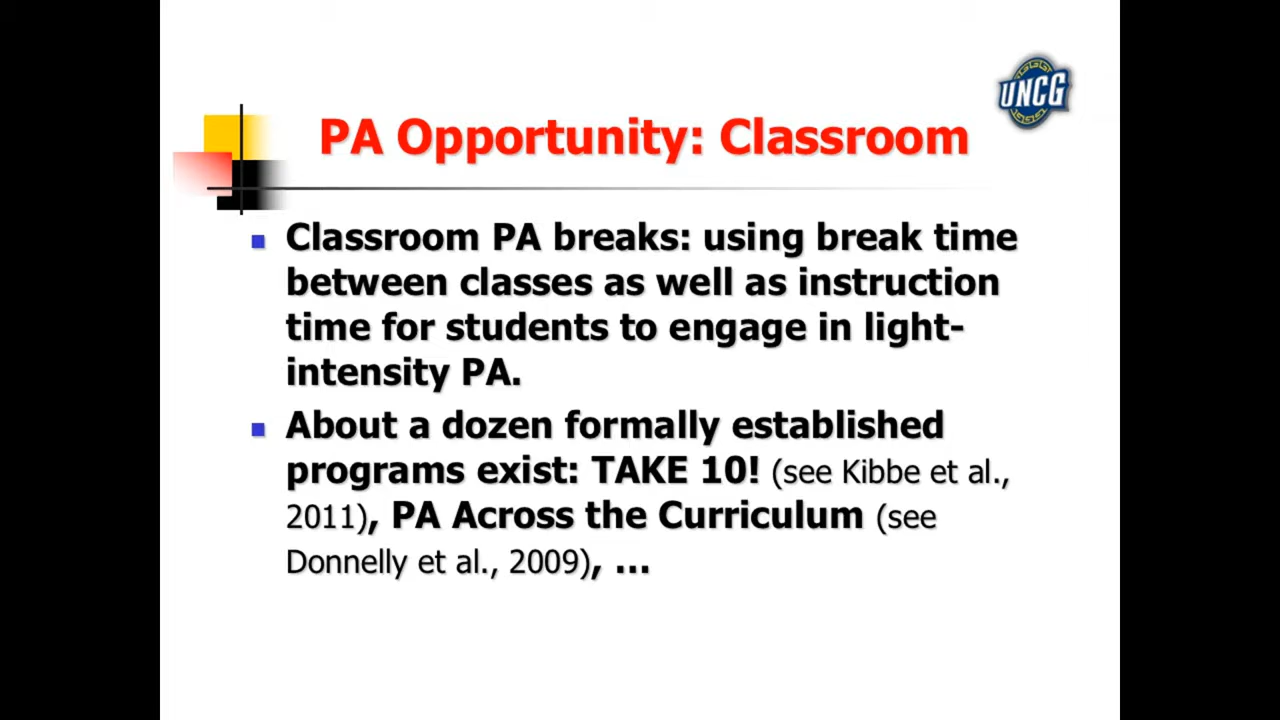 UNCG
PA Opportunity: Classroom
Classroom PA breaks: using break time
between classes as well as instruction
time for students to engage in light-
intensity PA.
About a dozen formally established
programs exist: TAKE 10! (see Kibbe et al.,
2011), PA Across the Curriculum (see
Donnelly et al., 2009), ...